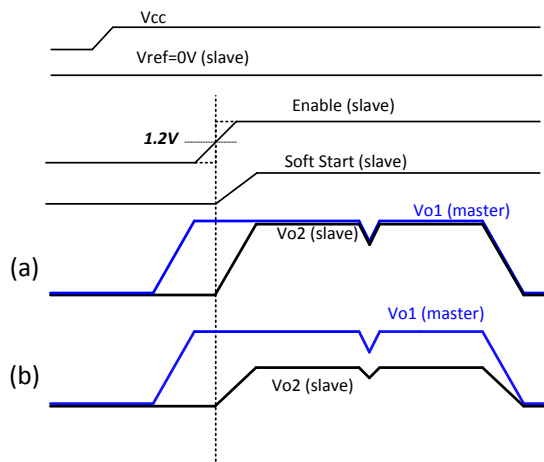 Vcc
Vref=0V (slave)
Enable (slave)
1.2V
Soft Start (slave)
Vo1 (master)
Vo2 (slave)
(a)
Vo1 (master)
(b)
Vo2 (slave)